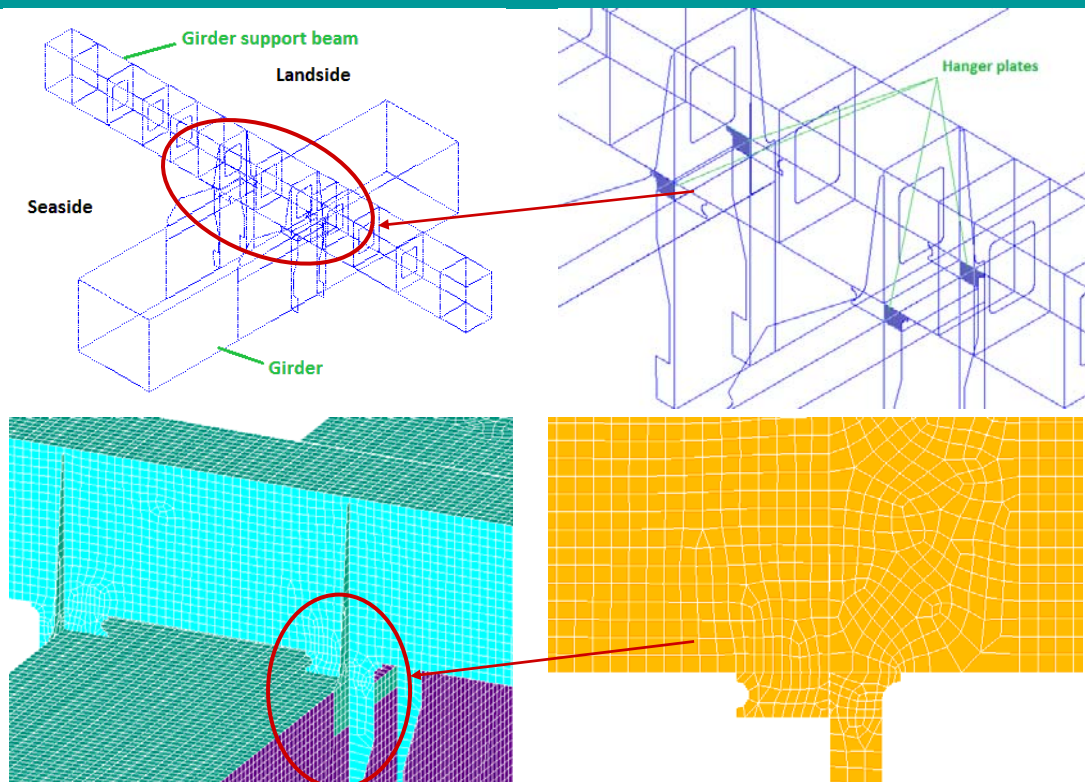 Girder support beam
Landside
Hanger plates
Seaside
Girder